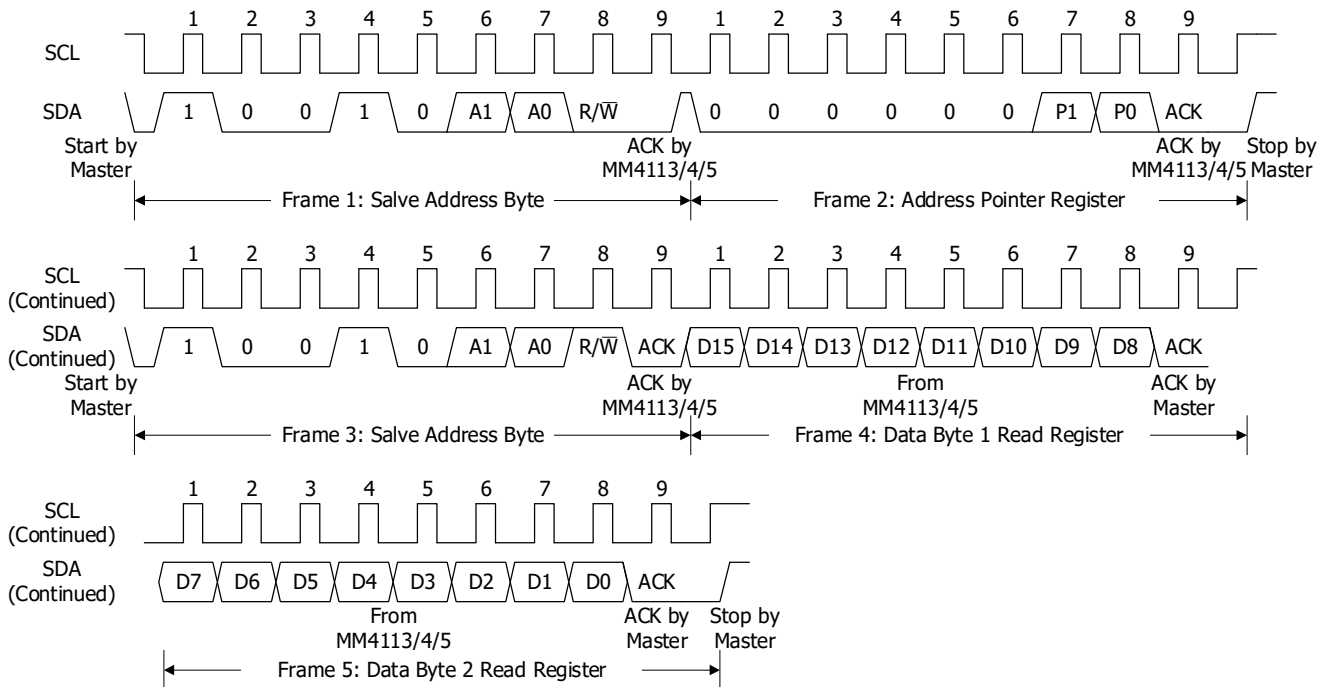 1 2 3 4 5 6 7 8 9 1 2 3 4 5 6 7 8 9
SCL
SDA 1 0 0 1 0 A1 A0 R/W̅ 0 0 0 0 0 0 P1 P0 ACK
Start by Master ACK by MM4113/4/5 ACK by MM4113/4/5 Stop by Master
Frame 1: Salve Address Byte Frame 2: Address Pointer Register
1 2 3 4 5 6 7 8 9 1 2 3 4 5 6 7 8 9
SCL
(Continued)
SDA
(Continued)
1 0 0 1 0 A1 A0 R/W̅ ACK D15 D14 D13 D12 D11 D10 D9 D8 ACK
Start by Master ACK by MM4113/4/5 From MM4113/4/5 ACK by Master
Frame 3: Salve Address Byte Frame 4: Data Byte 1 Read Register
1 2 3 4 5 6 7 8 9
SCL
(Continued)
SDA
(Continued)
D7 D6 D5 D4 D3 D2 D1 D0 ACK
From MM4113/4/5 ACK by Master Stop by Master
Frame 5: Data Byte 2 Read Register